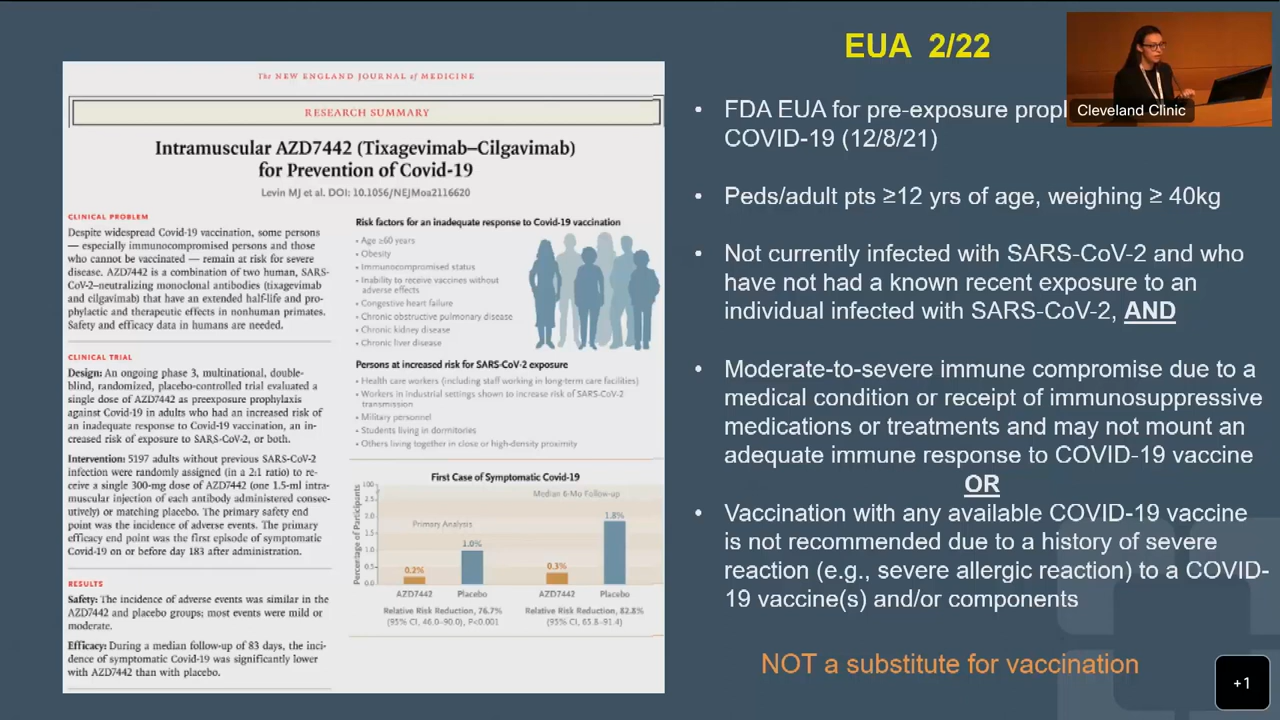 EUA 2/22
The NEW ENGLAND JOURNAL of MEDICINE
RESEARCH SUMMARY
Intramuscular AZD7442 (Tixagevimab–Cilgavimab)
for Prevention of Covid-19
Levin MJ et al. DOI: 10.1056/NEJMoa2116620
CLINICAL PROBLEM
Despite widespread Covid-19 vaccination, some persons
— especially immunocompromised persons and those
who cannot be vaccinated — remain at risk for severe
disease. AZD7442 is a combination of two human, SARS-
CoV-2–neutralizing monoclonal antibodies (tixagevimab
and cilgavimab) that have an extended half-life and pro-
phylactic and therapeutic effects in nonhuman primates.
Safety and efficacy data in humans are needed.
CLINICAL TRIAL
Design: An ongoing phase 3, multinational, double-
blind, randomized, placebo-controlled trial evaluated a
single dose of AZD7442 as preexposure prophylaxis
against Covid-19 in adults who had an increased risk of
an inadequate response to Covid-19 vaccination, an in-
creased risk of exposure to SARS-CoV-2, or both.
Intervention: 5197 adults without previous SARS-CoV-2
infection were randomly assigned (in a 2:1 ratio) to re-
ceive a single 300-mg dose of AZD7442 (one 1.5-ml intra-
muscular injection of each antibody administered consec-
utively) or matching placebo. The primary safety end
point was the incidence of adverse events. The primary
efficacy end point was the first episode of symptomatic
Covid-19 on or before day 183 after administration.
RESULTS
Safety: The incidence of adverse events was similar in the
AZD7442 and placebo groups; most events were mild or
moderate.
Efficacy: During a median follow-up of 83 days, the inci-
dence of symptomatic Covid-19 was significantly lower
with AZD7442 than with placebo.
Risk factors for an inadequate response to Covid-19 vaccination
• Age ≥60 years
• Obesity
• Immunocompromised status
• Inability to receive vaccines without
adverse effects
• Congestive heart failure
• Chronic obstructive pulmonary disease
• Chronic kidney disease
• Chronic liver disease
Persons at increased risk for SARS-CoV-2 exposure
• Health care workers (including staff working in long-term care facilities)
• Workers in industrial settings shown to increase risk of SARS-CoV-2
transmission
• Military personnel
• Students living in dormitories
• Others living together in close or high-density proximity
First Case of Symptomatic Covid-19
Median 6-Mo Follow-up
Primary Analysis
Percentage of Participants
100
2.5
2.0
1.5
1.0
0.5
0.0
0.2%
1.0%
0.3%
1.8%
AZD7442 Placebo AZD7442 Placebo
Relative Risk Reduction, 76.7% Relative Risk Reduction, 82.8%
(95% CI, 46.0–90.0), P<0.001 (95% CI, 65.8–91.4)
• FDA EUA for pre-exposure
COVID-19 (12/8/21)
• Peds/adult pts ≥12 yrs of age, weighing ≥ 40kg
• Not currently infected with SARS-CoV-2 and who
have not had a known recent exposure to an
individual infected with SARS-CoV-2, AND
• Moderate-to-severe immune compromise due to a
medical condition or receipt of immunosuppressive
medications or treatments and may not mount an
adequate immune response to COVID-19 vaccine
OR
• Vaccination with any available COVID-19 vaccine
is not recommended due to a history of severe
reaction (e.g., severe allergic reaction) to a COVID-
19 vaccine(s) and/or components
NOT a substitute for vaccination
Cleveland Clinic
+1